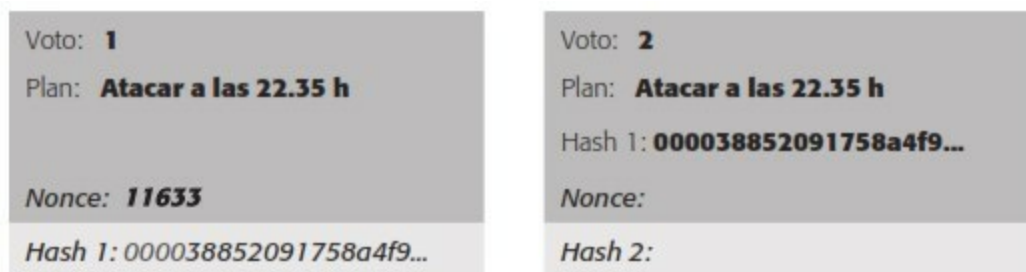 Voto: 1
Plan: Atacar a las 22.35 h
Nonce: 11633
Hash 1: 000038852091758a4f9...
Voto: 2
Plan: Atacar a las 22.35 h
Hash 1: 000038852091758a4f9...
Nonce:
Hash 2: